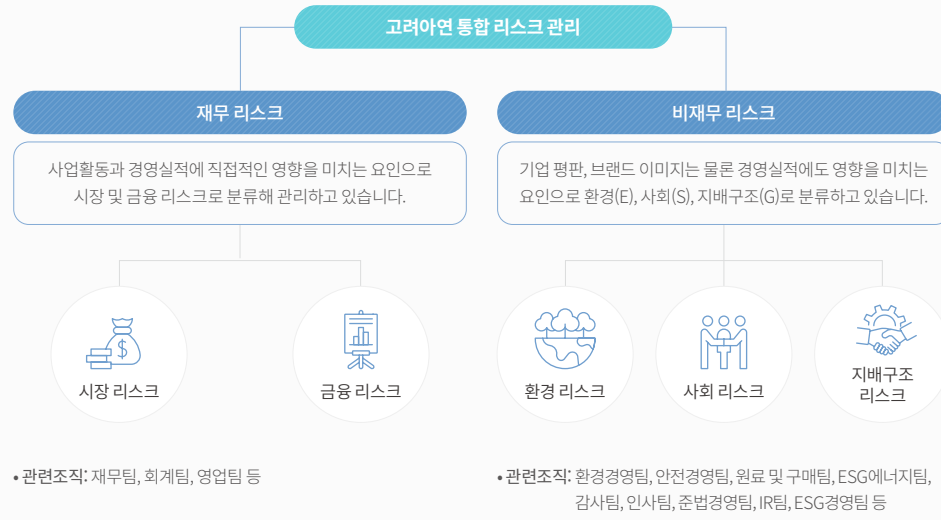 고려아연 통합 리스크 관리
재무 리스크
사업활동과 경영실적에 직접적인 영향을 미치는 요인으로
시장 및 금융 리스크로 분류해 관리하고 있습니다.
$
시장 리스크
금융 리스크
• 관련조직: 재무팀, 회계팀, 영업팀 등
비재무 리스크
기업 평판, 브랜드 이미지는 물론 경영실적에도 영향을 미치는
요인으로 환경(E), 사회(S), 지배구조(G)로 분류하고 있습니다.
환경 리스크
사회 리스크
지배구조
리스크
• 관련조직: 환경경영팀, 안전경영팀, 원료 및 구매팀, ESG에너지팀,
감사팀, 인사팀, 준법경영팀, IR팀, ESG경영팀 등